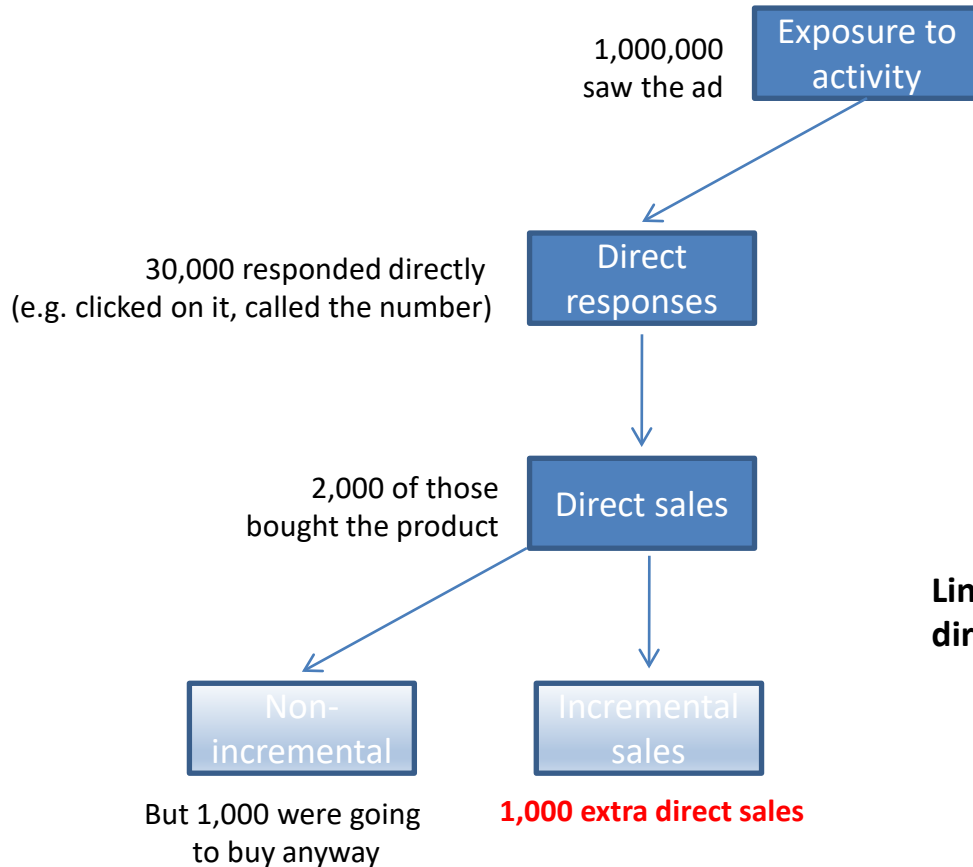 Exposure to
activity
1,000,000
saw the ad
Direct
responses
30,000 responded directly
(e.g. clicked on it, called the number)
Direct sales
2,000 of those
bought the product
Non-
incremental
Incremental
sales
But 1,000 were going
to buy anyway
1,000 extra direct sales